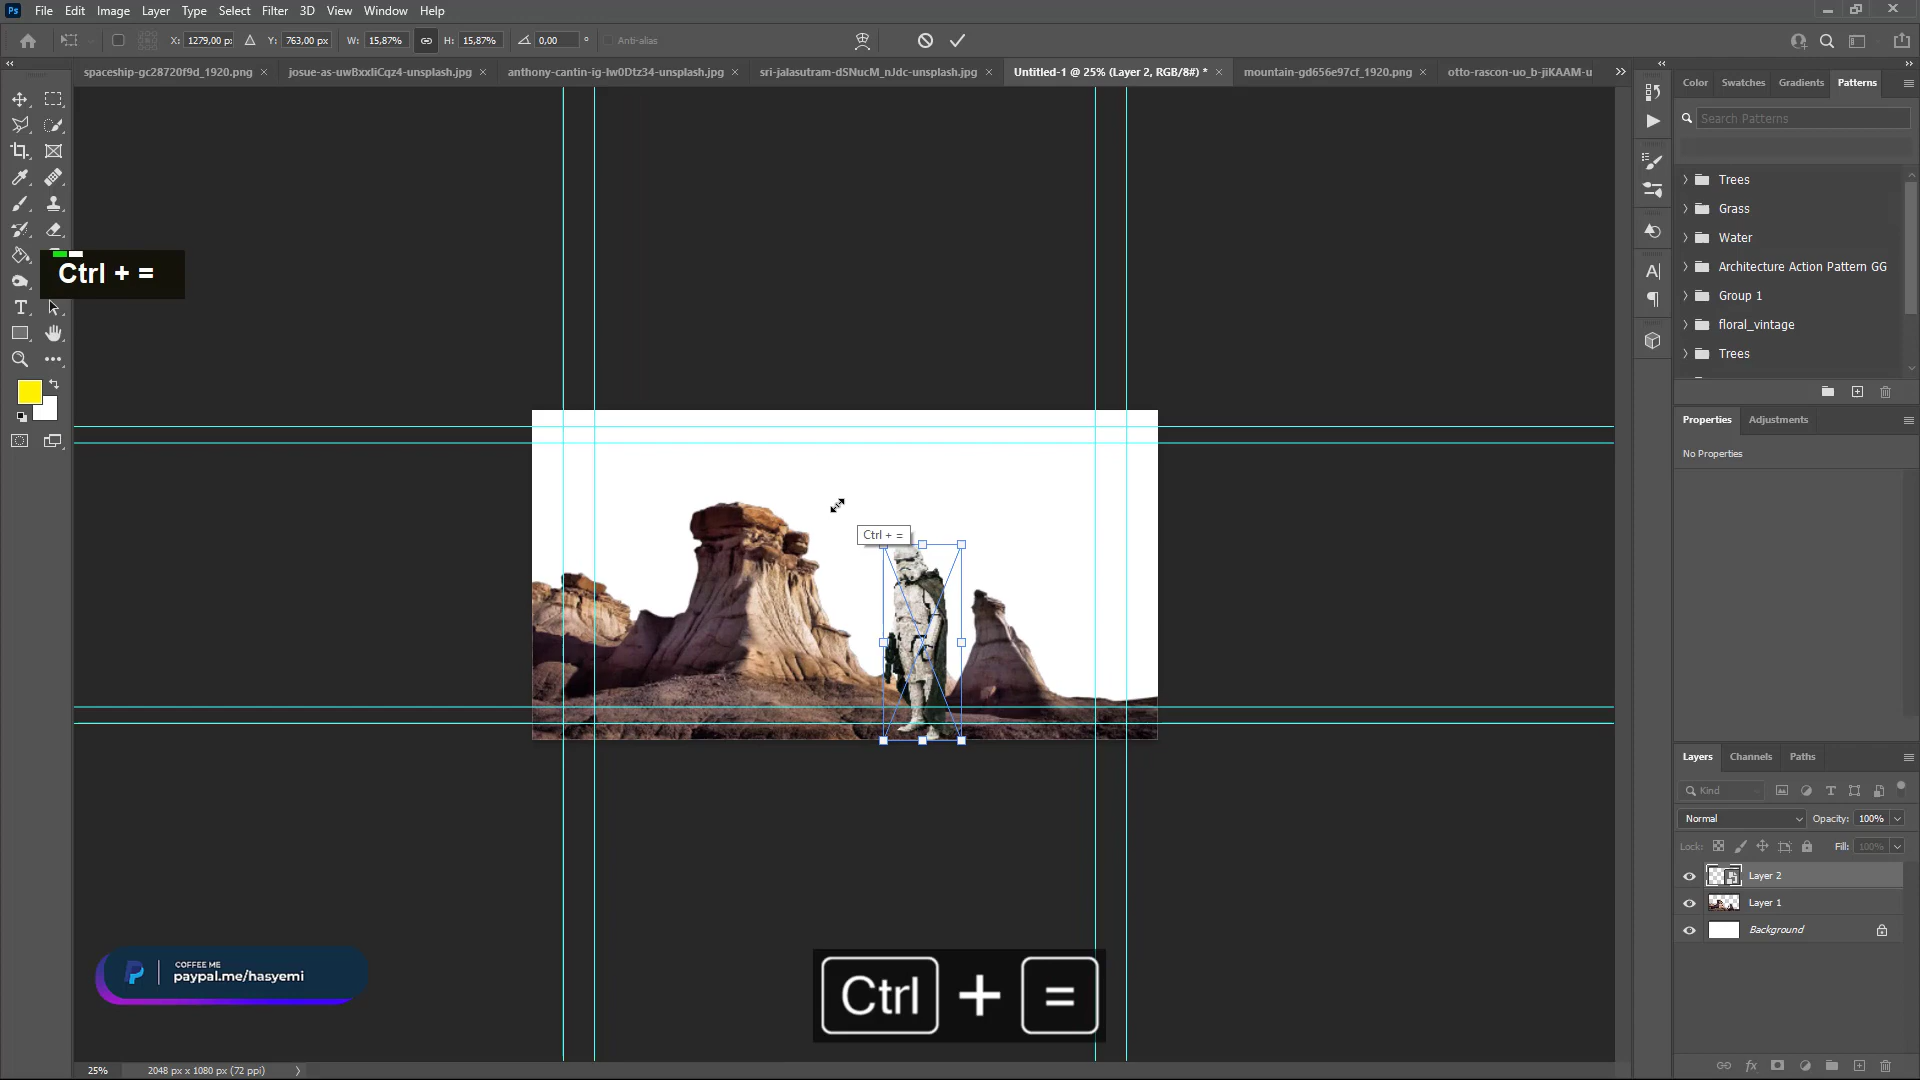 Ps File Edit Image Layer Type Select Filter 3D View Window Help
X: 1279,00 px Y: 763,00 px W: 15,87% H: 15,87% 0,00 ° Anti-alias
spaceship-gc28720f9d_1920.png × josue-as-uwBxxIiCqz4-unsplash.jpg × anthony-cantin-ig-Iw0Dtz34-unsplash.jpg × sri-jalasutram-dSNucM_nJdc-unsplash.jpg × Untitled-1 @ 25% (Layer 2, RGB/8#) * × mountain-gd656e97cf_1920.png × otto-rascon-uo_b-jiKAAM-u
Color Swatches Gradients Patterns
Search Patterns
Trees
Grass
Water
Architecture Action Pattern GG
Group 1
floral_vintage
Trees
Ctrl + =
Properties Adjustments
No Properties
Ctrl + =
Layers Channels Paths
Kind
Normal Opacity: 100%
Lock: Fill: 100%
Layer 2
Layer 1
Background
COFFEE ME
paypal.me/hasyemi
Ctrl + =
25% 2048 px x 1080 px (72 ppi)